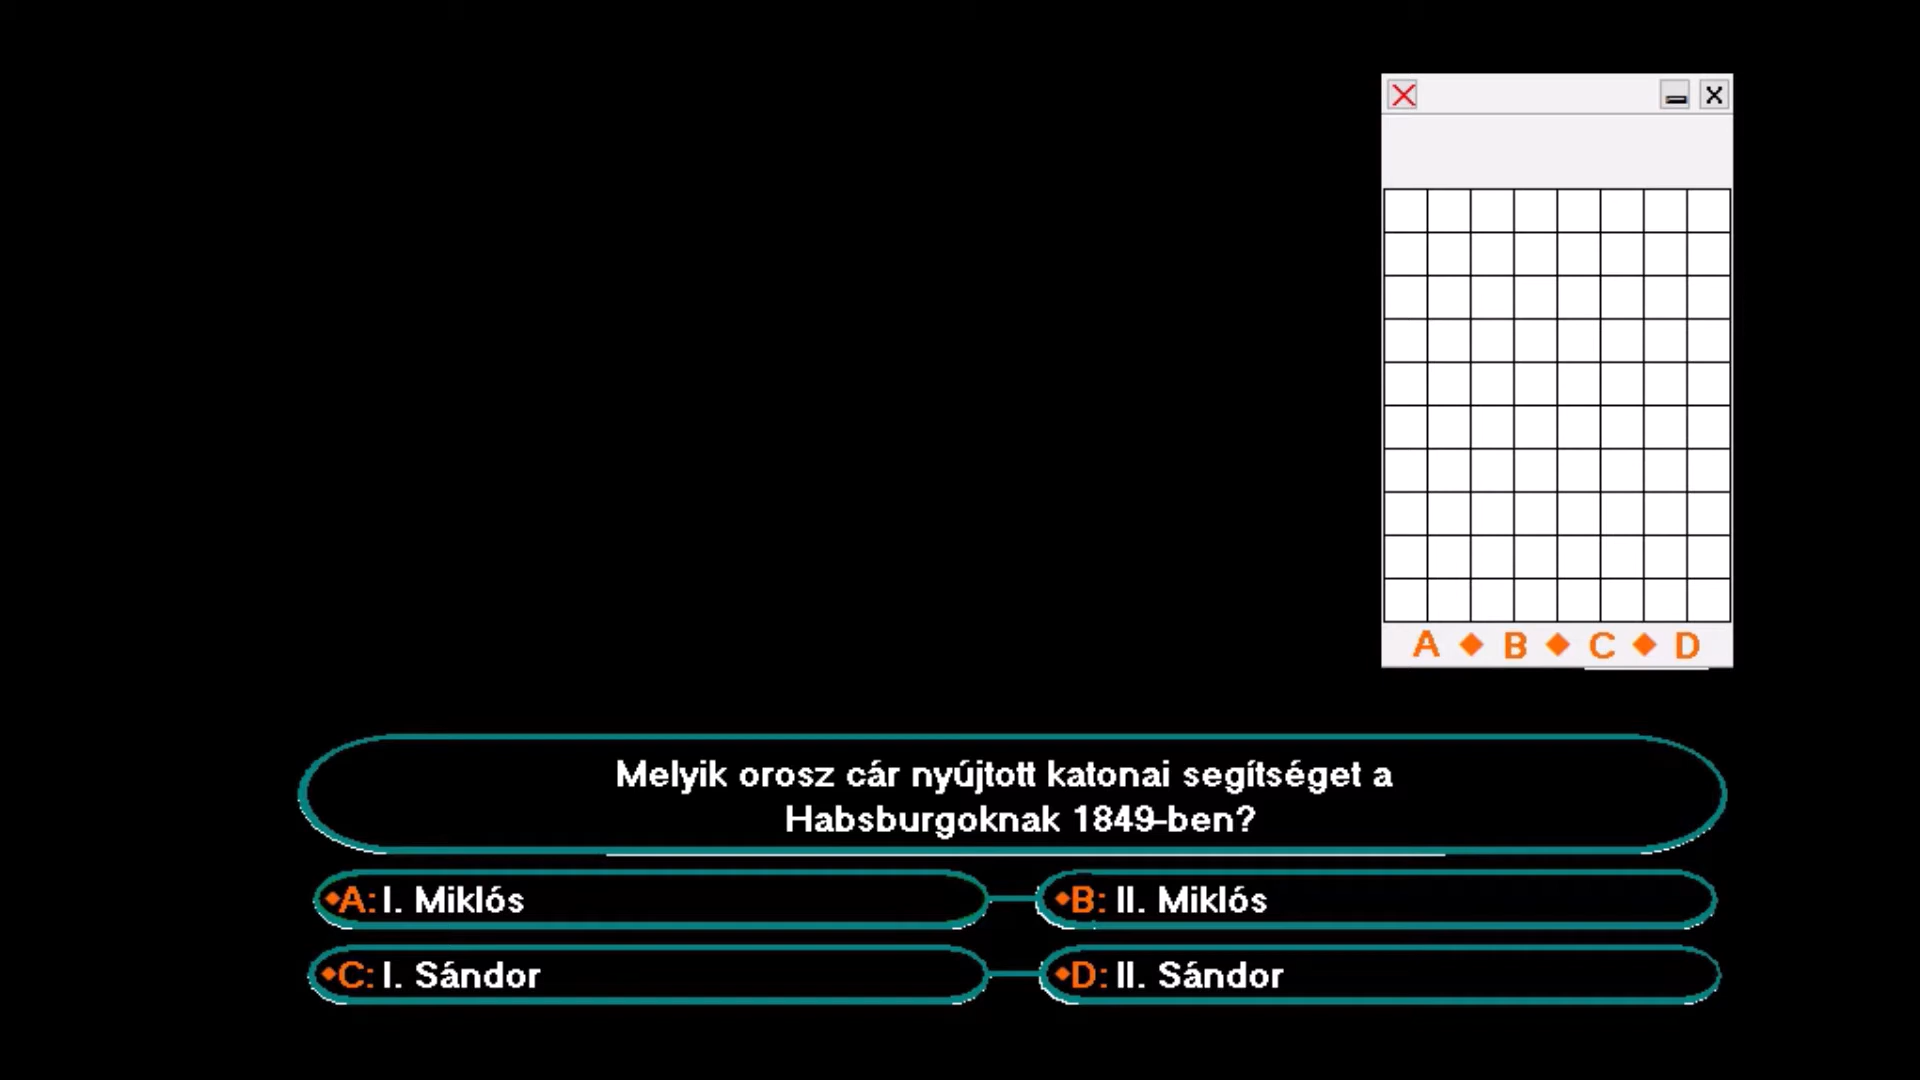 A ◆ B ◆ C ◆ D
Melyik orosz cár nyújtott katonai segítséget a
Habsburgoknak 1849-ben?
◆A: I. Miklós
◆B: II. Miklós
◆C: I. Sándor
◆D: II. Sándor